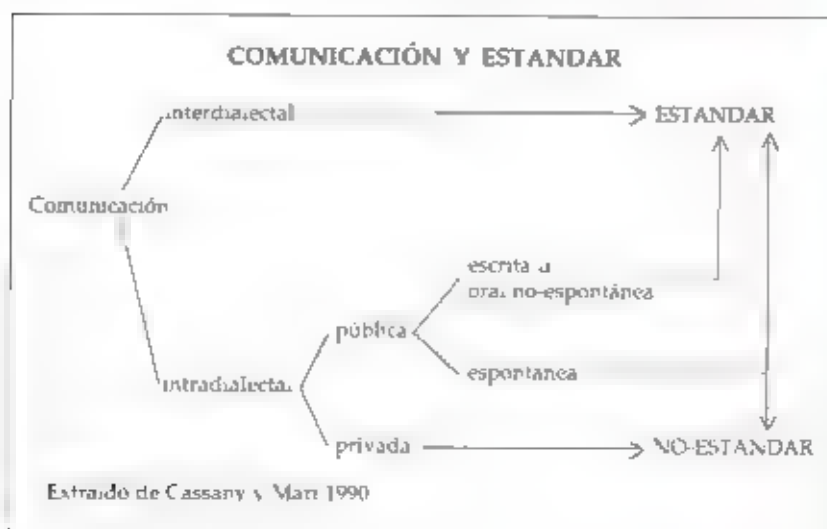 COMUNICACIÓN Y ESTANDAR
interdialectal
ESTANDAR
Comunicación
escrita u
oral no-espontánea
pública
espontanea
intradialectal
privada
NO-ESTANDAR
Extraído de Cassany y Martí 1990